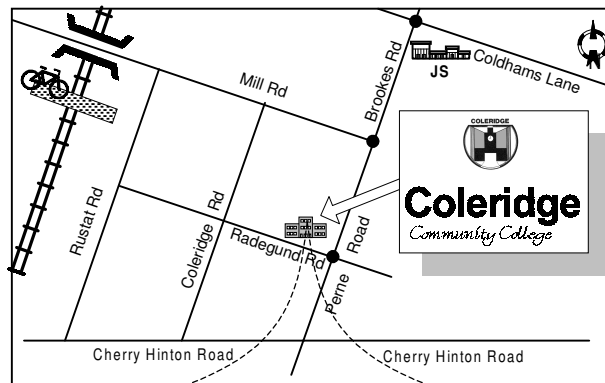 Coldhams Lane
JS
Brookes Rd
Mill Rd
COLERIDGE
Coleridge
Community College
Rustat Rd
Coleridge Rd
Radegund Rd
Perne Road
Cherry Hinton Road
Cherry Hinton Road